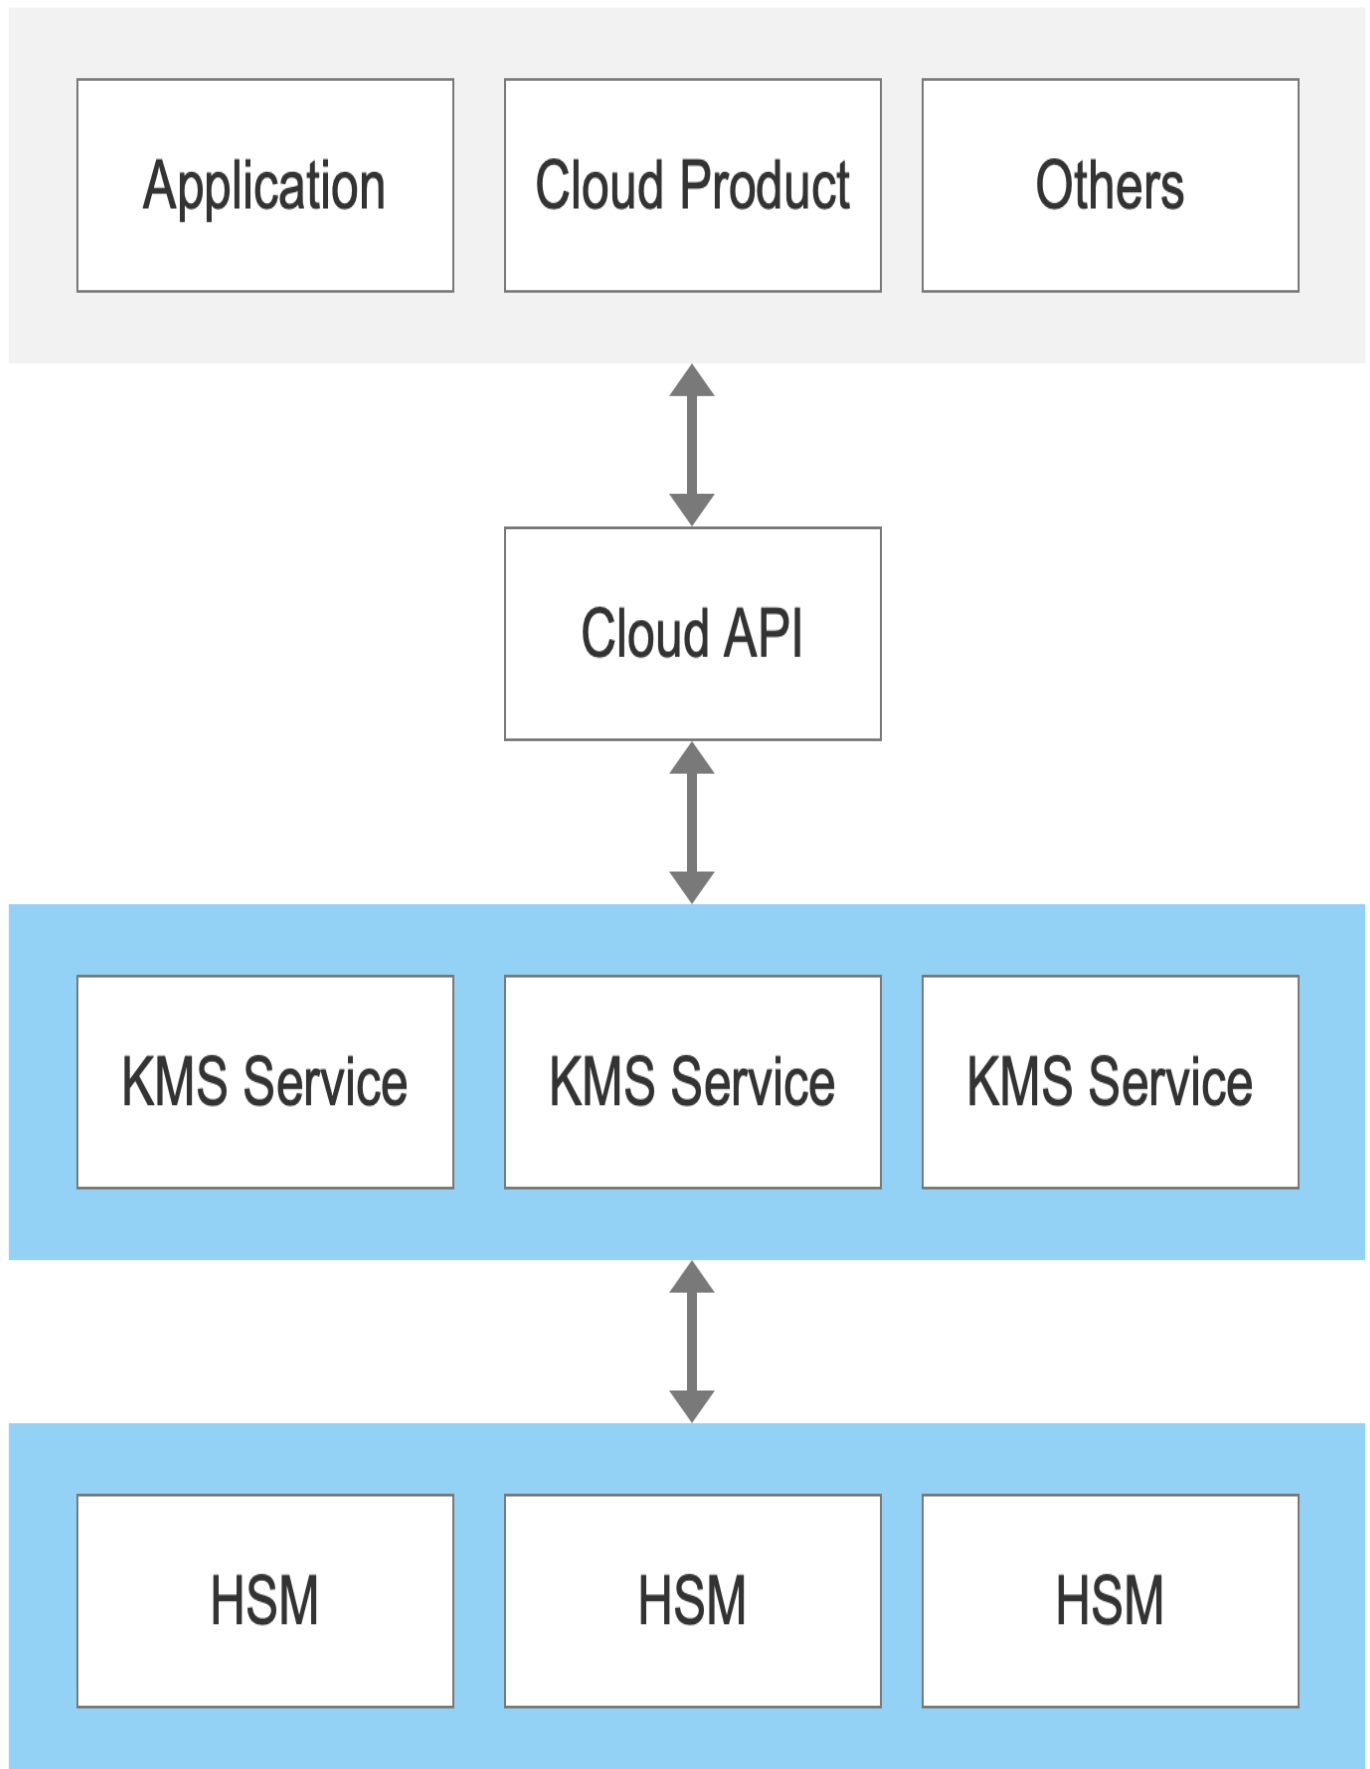 Application
Cloud Product
Others
Cloud API
KMS Service
KMS Service
KMS Service
HSM
HSM
HSM